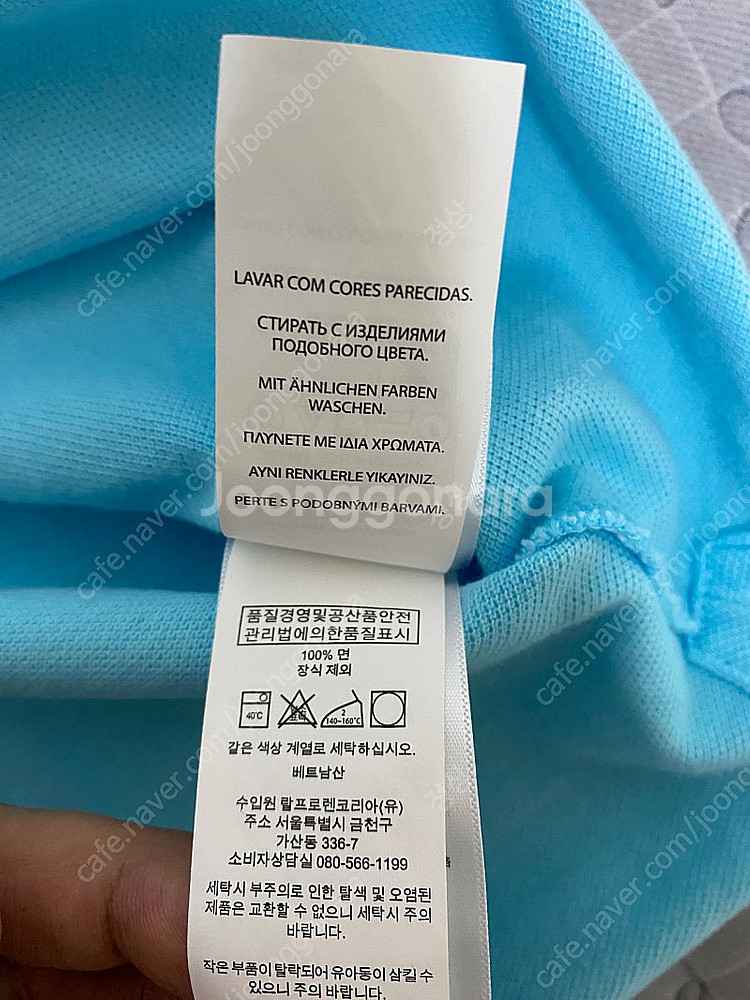 LAVAR COM CORES PARECIDAS.
СТИРАТЬ С ИЗДЕЛИЯМИ
ПОДОБНОГО ЦВЕТА.
MIT ÄHNLICHEN FARBEN
WASCHEN.
ΠΛΥΝΕΤΕ ΜΕ ΙΔΙΑ ΧΡΩΜΑΤΑ.
AYNI RENKLERLE YIKAYINIZ.
PERTE S PODOBNÝMI BARVAMI.
Joonggonara
품질경영및공산품안전
관리법에의한품질표시
100% 면
장식 제외
40℃
2
140~160℃
같은 색상 계열로 세탁하십시오.
베트남산
수입원 랄프로렌코리아(유)
주소 서울특별시 금천구
가산동 336-7
소비자상담실 080-566-1199
세탁시 부주의로 인한 탈색 및 오염된
제품은 교환할 수 없으니 세탁시 주의
바랍니다.
작은 부품이 탈락되어 유아동이 삼킬 수
있으니 주의 바랍니다.
cafe.naver.com/joonggonara
정상